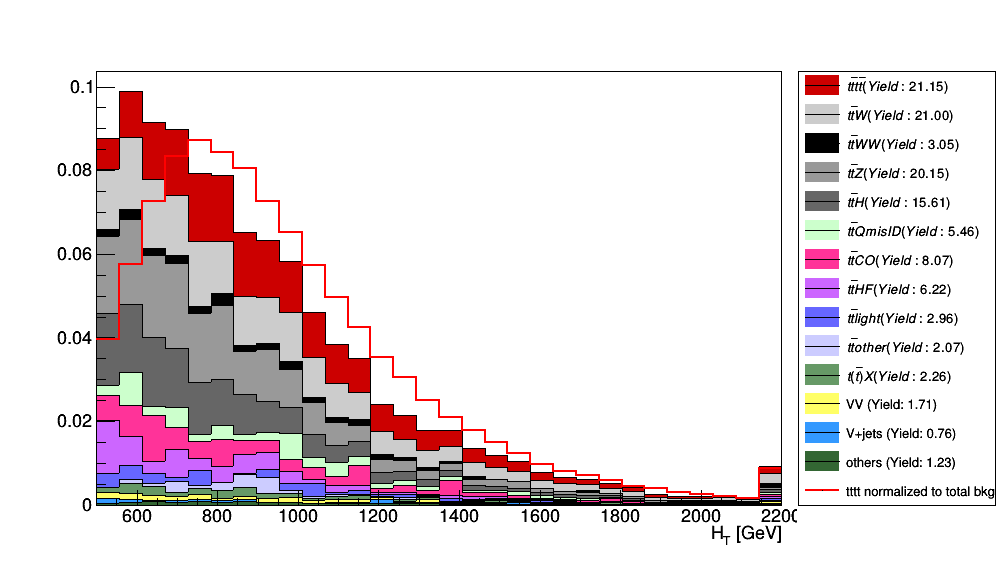 0.1
0.08
0.06
0.04
0.02
0
600
800
1000
1200
1400
1600
1800
2000
220
H_T [GeV]
tt̄tt̄(Yield : 21.15)
tt̄W(Yield : 21.00)
tt̄WW(Yield : 3.05)
tt̄Z(Yield : 20.15)
tt̄H(Yield : 15.61)
tt̄QmisID(Yield : 5.46)
tt̄CO(Yield : 8.07)
tt̄HF(Yield : 6.22)
tt̄light(Yield : 2.96)
tt̄other(Yield : 2.07)
t(t̄)X(Yield : 2.26)
VV (Yield: 1.71)
V+jets (Yield: 0.76)
others (Yield: 1.23)
tttt normalized to total bkg